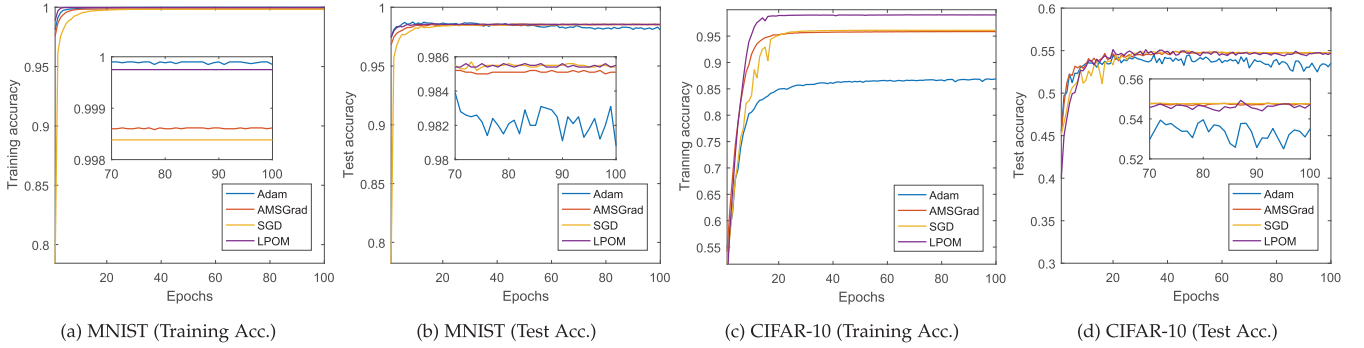 1
0.95
0.9
0.85
0.8
Training accuracy
0 20 40 60 80 100
Epochs
1
0.999
0.998
70 80 90 100
Adam
AMSGrad
SGD
LPOM
(a) MNIST (Training Acc.)
1
0.95
0.9
0.85
0.8
Test accuracy
0 20 40 60 80 100
Epochs
0.986
0.984
0.982
0.98
70 80 90 100
Adam
AMSGrad
SGD
LPOM
(b) MNIST (Test Acc.)
0.95
0.85
0.8
0.7
0.65
0.6
0.55
Training accuracy
0 20 40 60 80 100
Epochs
Adam
AMSGrad
SGD
LPOM
(c) CIFAR-10 (Training Acc.)
0.6
0.55
0.5
0.45
0.4
0.35
0.3
Test accuracy
0 20 40 60 80 100
Epochs
0.56
0.54
0.52
70 80 90 100
Adam
AMSGrad
SGD
LPOM
(d) CIFAR-10 (Test Acc.)